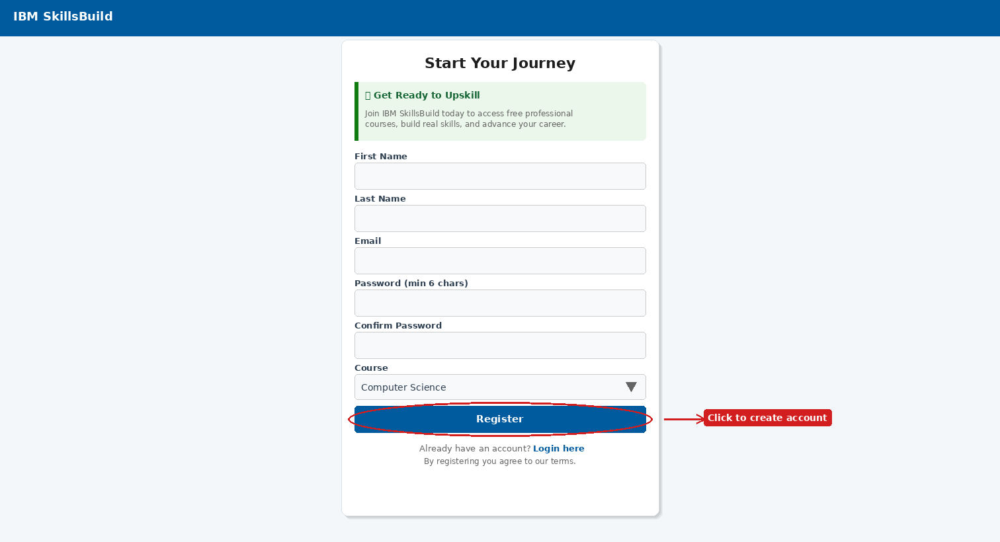 IBM SkillsBuild
Start Your Journey
Get Ready to Upskill
Join IBM SkillsBuild today to access free professional
courses, build real skills, and advance your career.
First Name
Last Name
Email
Password (min 6 chars)
Confirm Password
Course
Computer Science
Register
Click to create account
Already have an account? Login here
By registering you agree to our terms.